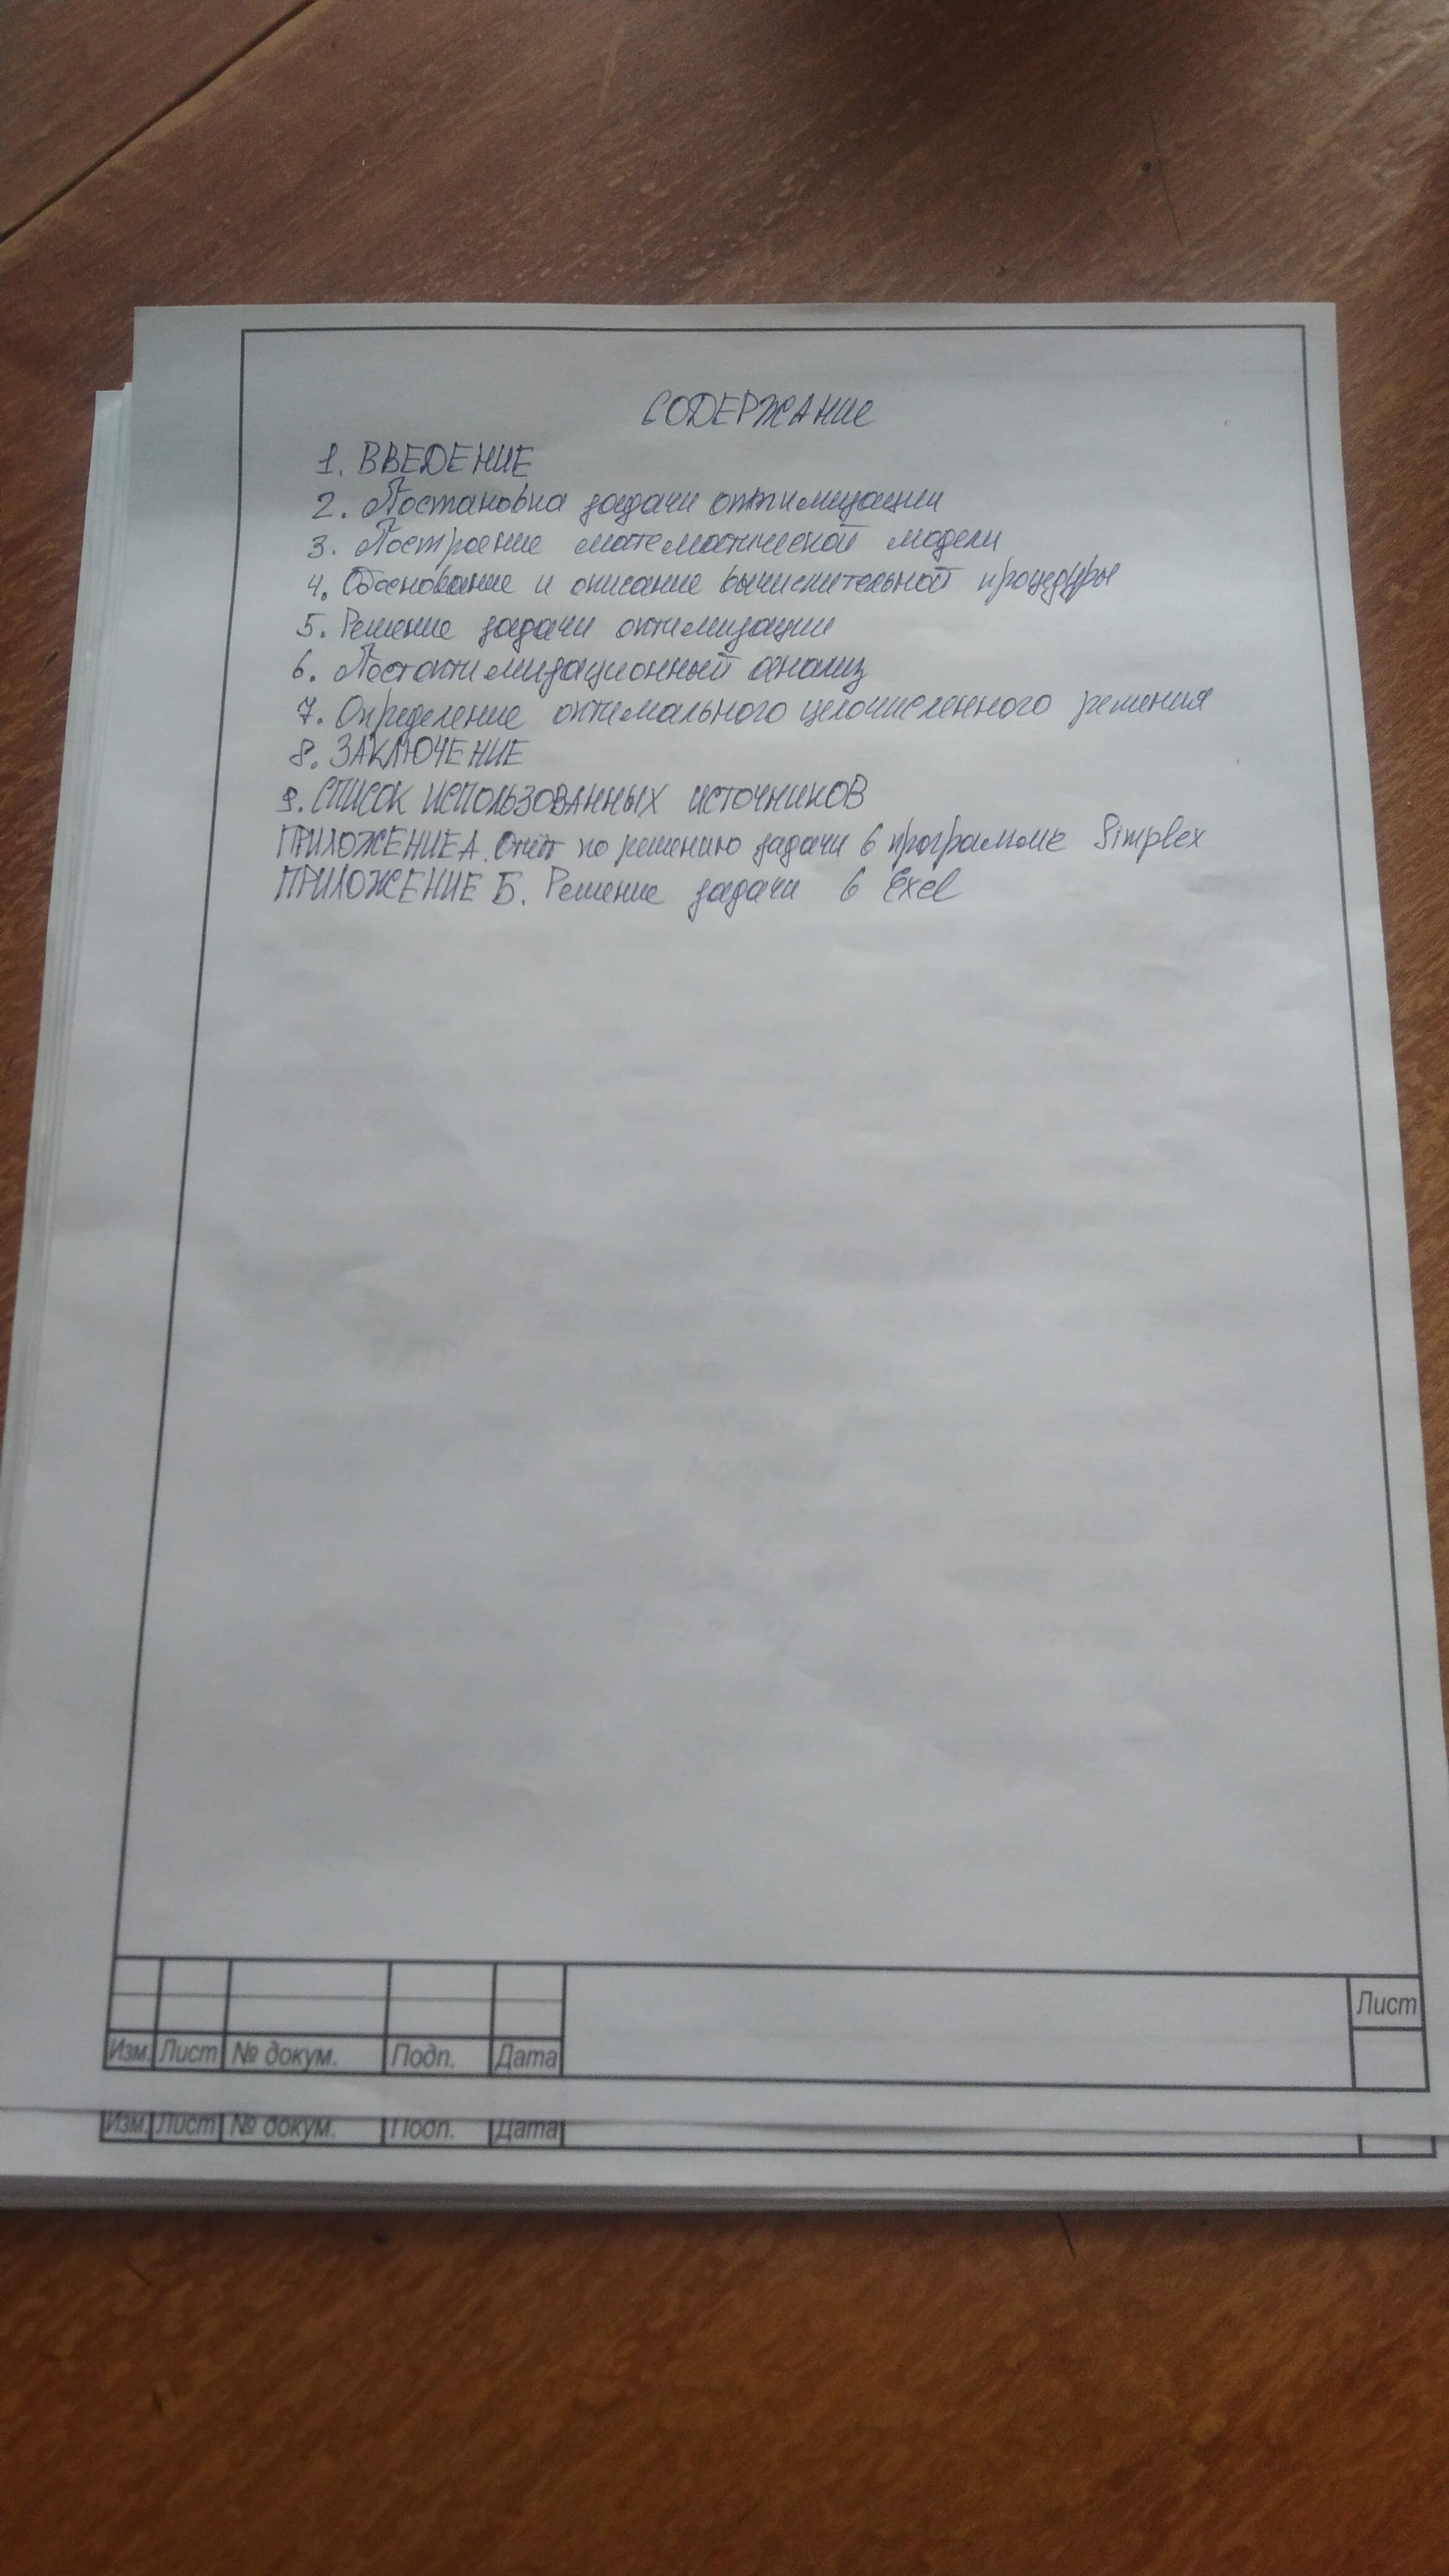 СОДЕРЖАНИЕ
1. ВВЕДЕНИЕ
2. Постановка задачи оптимизации
3. Построение математической модели
4. Обоснование и описание вычислительной процедуры
5. Решение задачи оптимизации
6. Постоптимизационный анализ
7. Определение оптимального целочисленного решения
8. ЗАКЛЮЧЕНИЕ
9. СПИСОК ИСПОЛЬЗОВАННЫХ ИСТОЧНИКОВ
ПРИЛОЖЕНИЕ А. Отчёт по решению задачи в программе Simplex
ПРИЛОЖЕНИЕ Б. Решение задачи в Exel
Лист
Изм. Лист № докум. Подп. Дата
Изм. Лист № докум. Подп. Дата